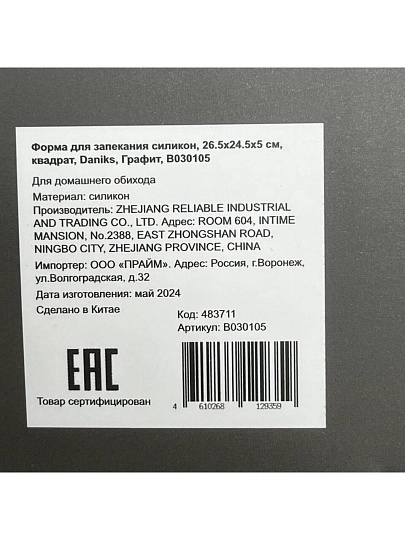 Форма для запекания силикон, 26.5x24.5x5 см,
квадрат, Daniks, Графит, B030105
Для домашнего обихода
Материал: силикон
Производитель: ZHEJIANG RELIABLE INDUSTRIAL
AND TRADING CO., LTD. Адрес: ROOM 604, INTIME
MANSION, No.2388, EAST ZHONGSHAN ROAD,
NINGBO CITY, ZHEJIANG PROVINCE, CHINA
Импортер: ООО «ПРАЙМ». Адрес: Россия, г.Воронеж,
ул.Волгоградская, д.32
Дата изготовления: май 2024
Сделано в Китае
Код: 483711
Артикул: B030105
EAC
Товар сертифицирован
4 610268 129359